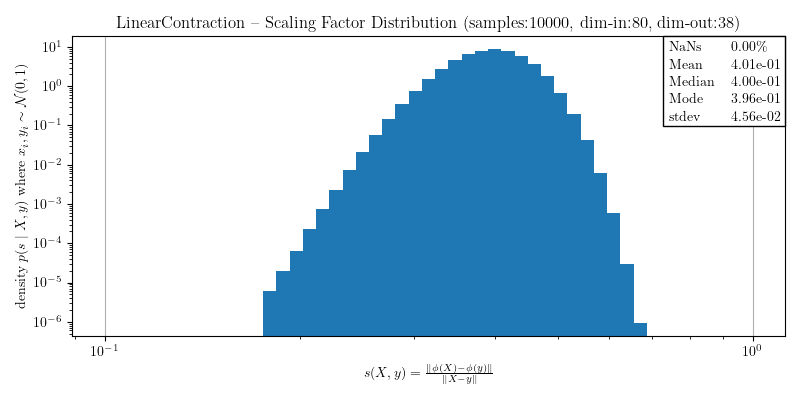 LinearContraction – Scaling Factor Distribution (samples:10000, dim-in:80, dim-out:38)
density p(s | X, y) where x_i, y_i ∼ 𝒩(0, 1)
10^1
10^0
10^{-1}
10^{-2}
10^{-3}
10^{-4}
10^{-5}
10^{-6}
NaNs 0.00%
Mean 4.01e-01
Median 4.00e-01
Mode 3.96e-01
stdev 4.56e-02
10^{-1} 10^0
s(X, y) = ‖ϕ(X)−ϕ(y)‖ / ‖X−y‖